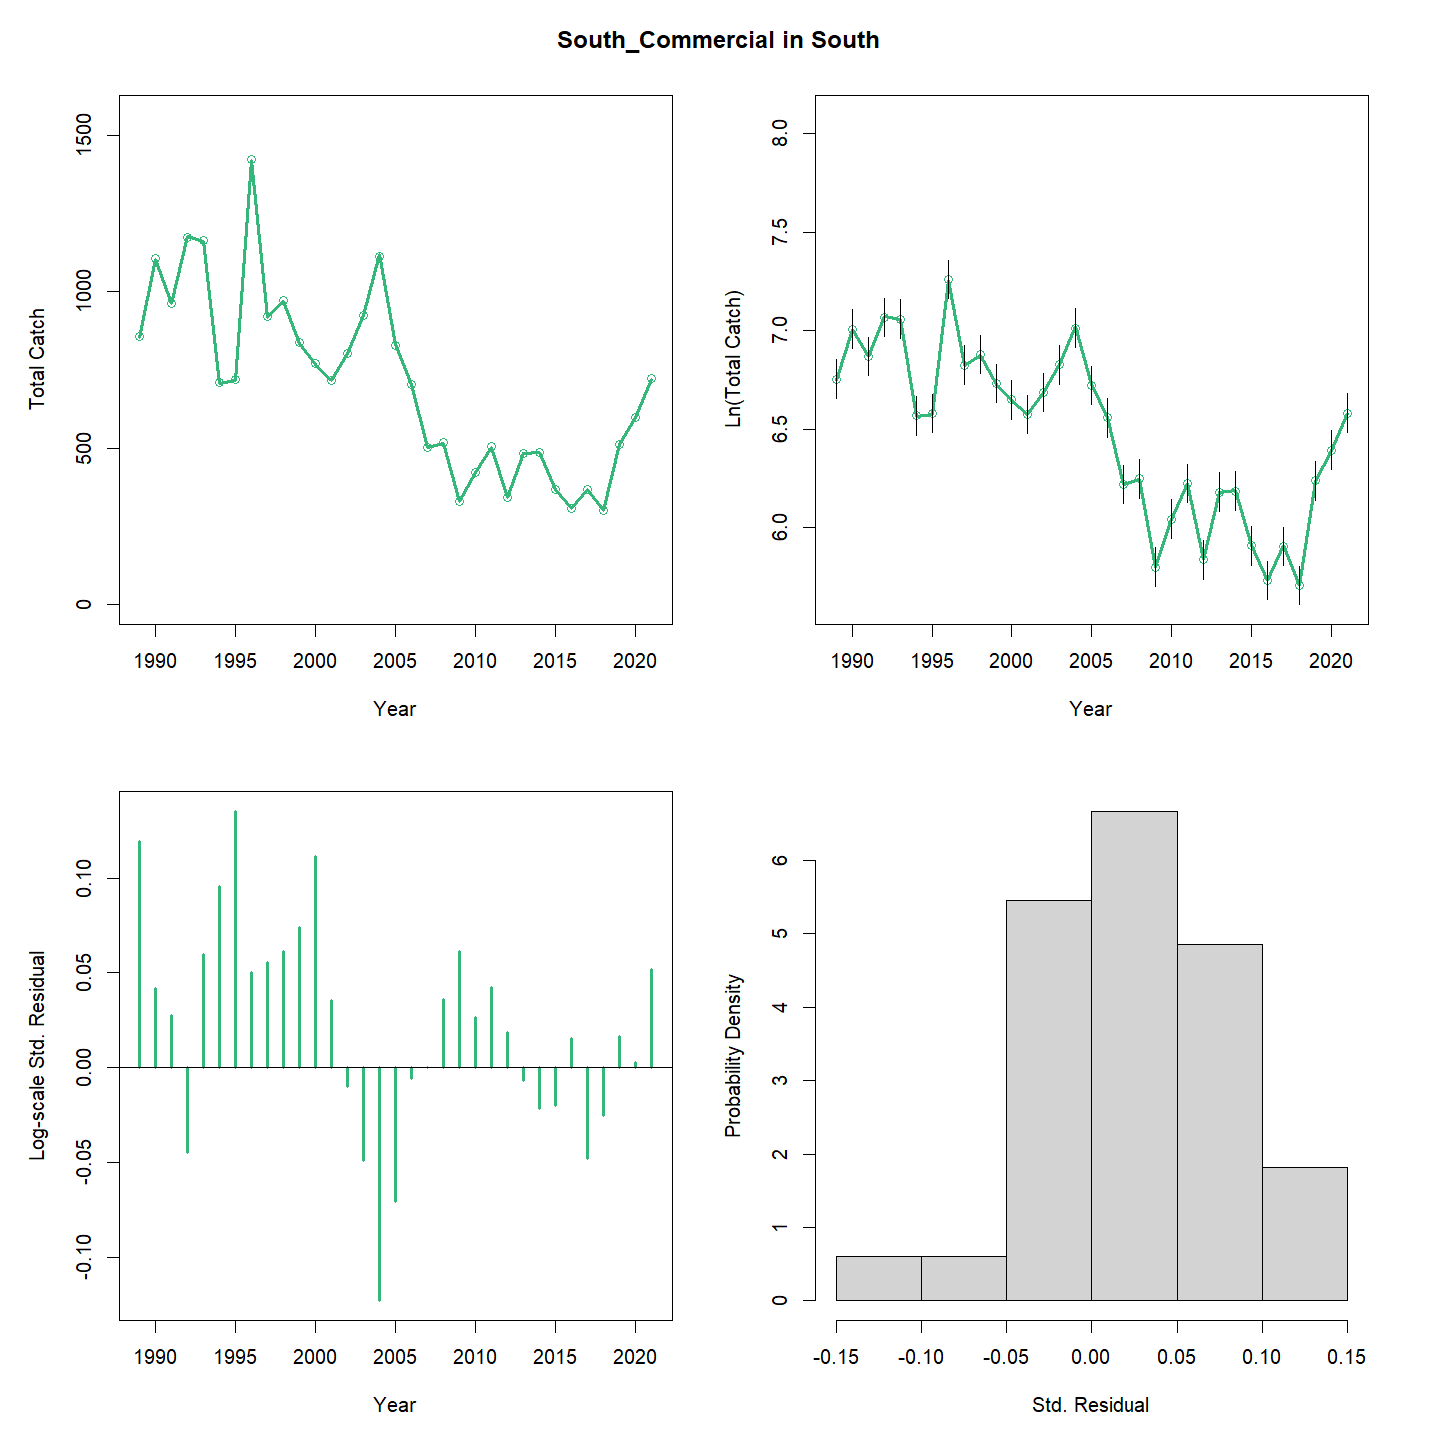 South_Commercial in South
Total Catch
1500
1000
500
0
1990 1995 2000 2005 2010 2015 2020
Year
Ln(Total Catch)
8.0
7.5
7.0
6.5
6.0
1990 1995 2000 2005 2010 2015 2020
Year
Log-scale Std. Residual
0.10
0.05
0.00
-0.05
-0.10
1990 1995 2000 2005 2010 2015 2020
Year
Probability Density
6
5
4
3
2
1
0
-0.15 -0.10 -0.05 0.00 0.05 0.10 0.15
Std. Residual